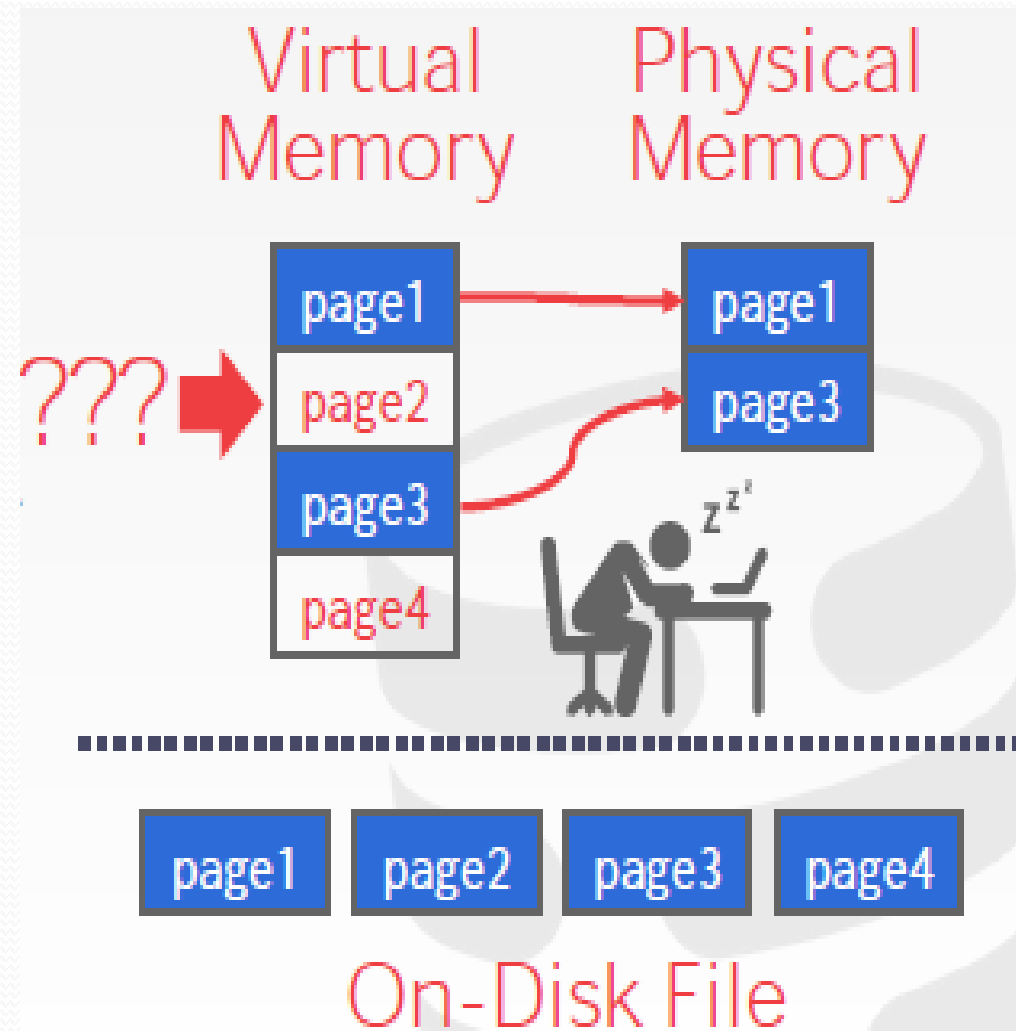 Virtual
Memory
Physical
Memory
page1
page2
page3
page4
???
page1
page3
z z z
page1 page2 page3 page4
On-Disk File